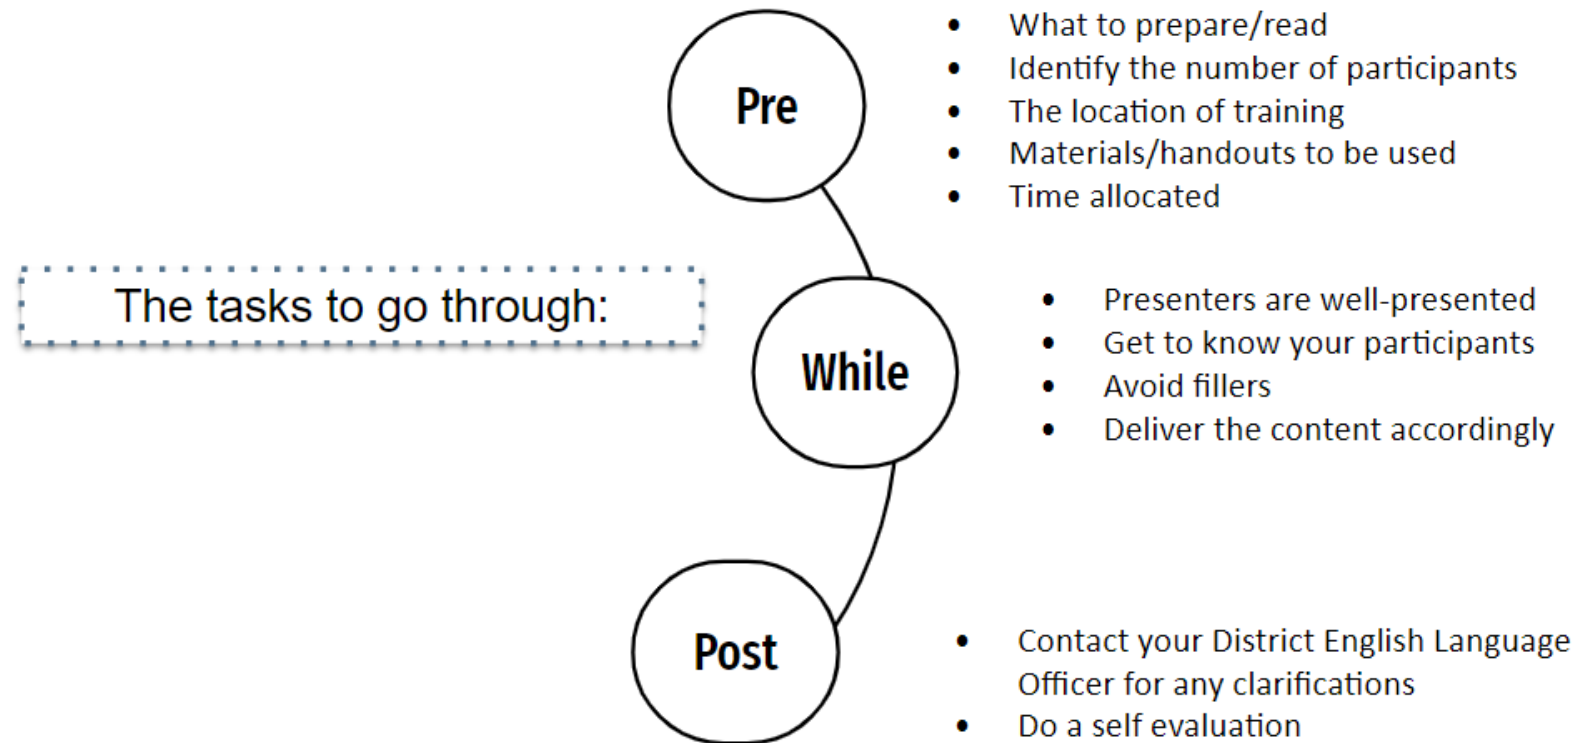 Pre
• What to prepare/read
• Identify the number of participants
• The location of training
• Materials/handouts to be used
• Time allocated
The tasks to go through:
While
• Presenters are well-presented
• Get to know your participants
• Avoid fillers
• Deliver the content accordingly
Post
• Contact your District English Language
Officer for any clarifications
• Do a self evaluation